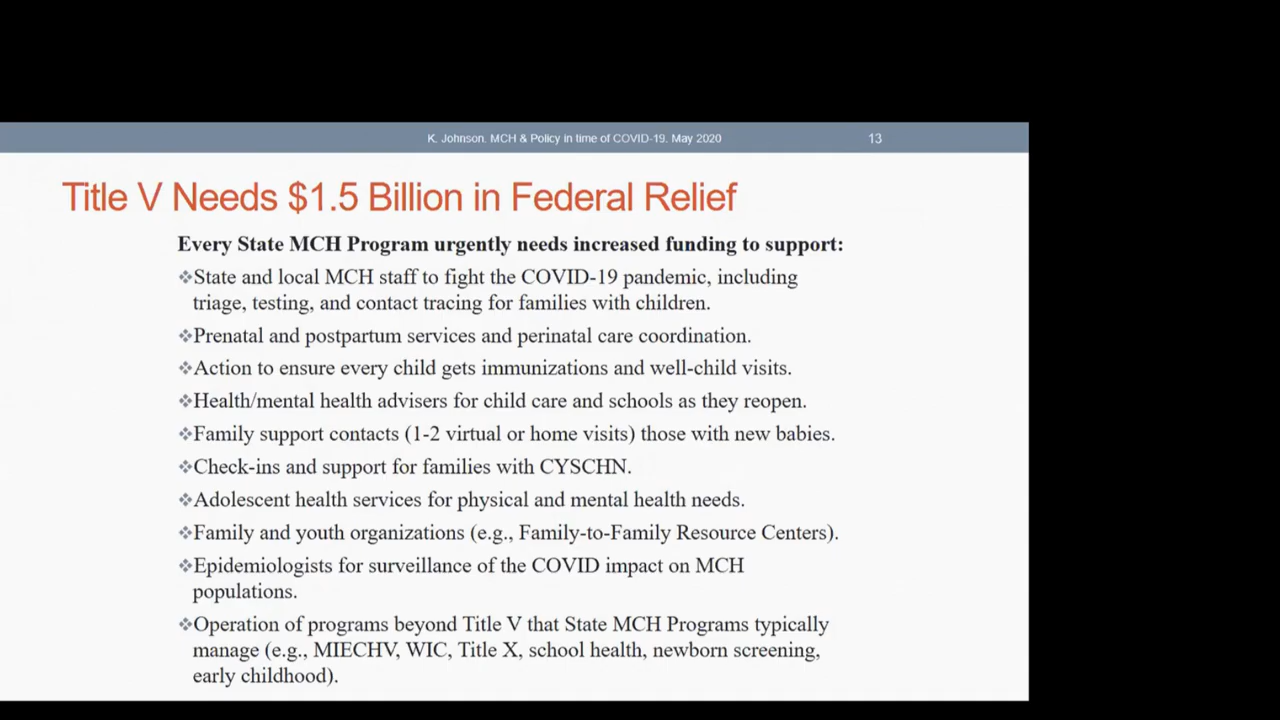 K. Johnson. MCH & Policy in time of COVID-19. May 2020
13
Title V Needs $1.5 Billion in Federal Relief
Every State MCH Program urgently needs increased funding to support:
❖State and local MCH staff to fight the COVID-19 pandemic, including
triage, testing, and contact tracing for families with children.
❖Prenatal and postpartum services and perinatal care coordination.
❖Action to ensure every child gets immunizations and well-child visits.
❖Health/mental health advisers for child care and schools as they reopen.
❖Family support contacts (1-2 virtual or home visits) those with new babies.
❖Check-ins and support for families with CYSCHN.
❖Adolescent health services for physical and mental health needs.
❖Family and youth organizations (e.g., Family-to-Family Resource Centers).
❖Epidemiologists for surveillance of the COVID impact on MCH
populations.
❖Operation of programs beyond Title V that State MCH Programs typically
manage (e.g., MIECHV, WIC, Title X, school health, newborn screening,
early childhood).